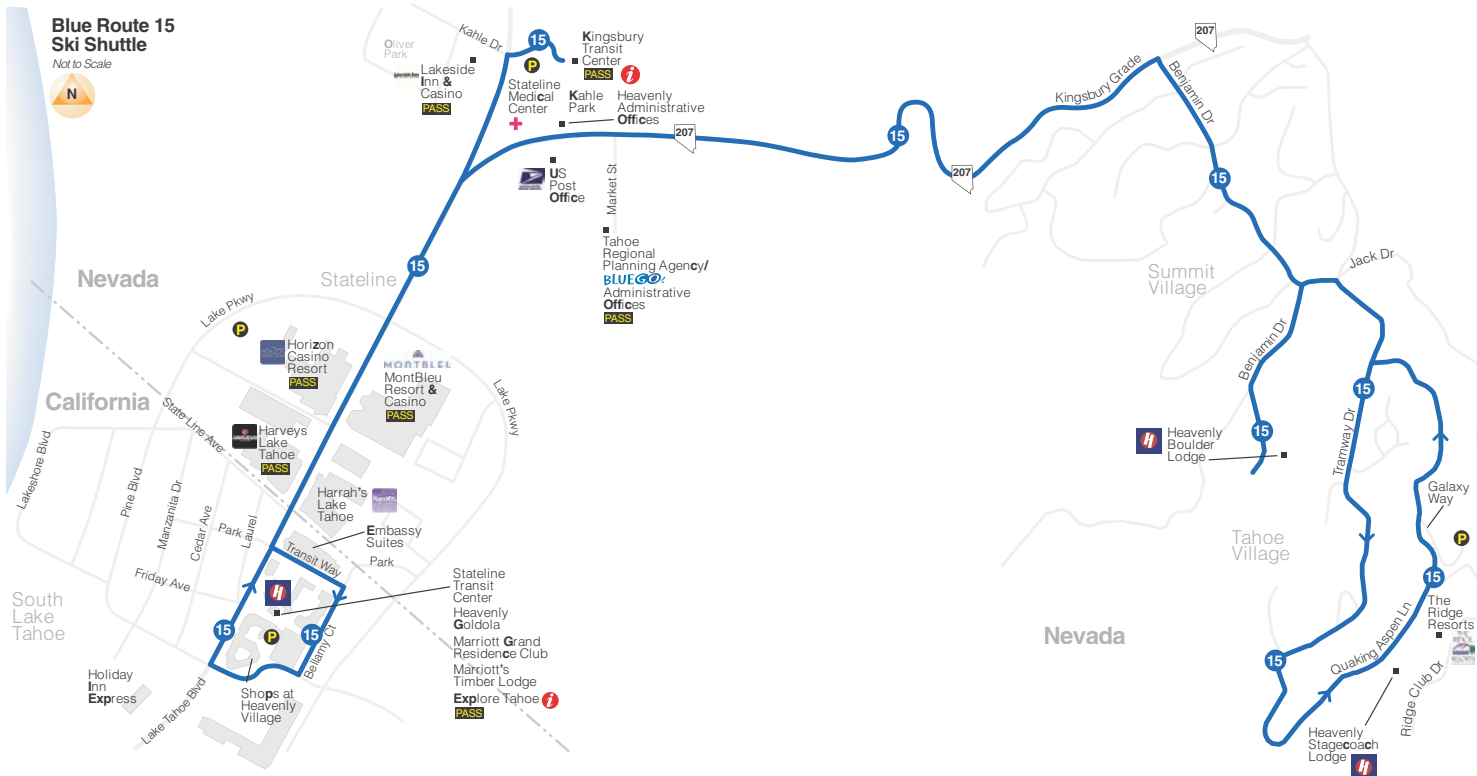 Blue Route 15
Ski Shuttle
Not to Scale
N
Oliver
Park
Kahle Dr
15
Kingsbury
Transit
Center
PASS
i
P
Lakeside
Inn &
Casino
PASS
Stateline
Medical
Center
Kahle
Park
Heavenly
Administrative
Offices
207
US
Post
Office
Market St
Tahoe
Regional
Planning Agency/
BLUEGO
Administrative
Offices
PASS
15
207
Kingsbury Grade
207
Benjamin Dr
15
Summit
Village
Jack Dr
Benjamin Dr
15
H
Heavenly
Boulder
Lodge
15
Tramway Dr
Galaxy
Way
P
Tahoe
Village
15
The
Ridge
Resorts
Nevada
15
Quaking Aspen Ln
Ridge Club Dr
Heavenly
Stagecoach
Lodge
H
Nevada
Stateline
15
Lake Pkwy
P
Horizon
Casino
Resort
PASS
MONTBLEU
MontBleu
Resort &
Casino
PASS
Lake Pkwy
California
State Line Ave
Harveys
Lake
Tahoe
PASS
Lakeshore Blvd
Pine Blvd
Manzanita Dr
Cedar Ave
Park
Laurel
Harrah's
Lake
Tahoe
Embassy
Suites
Transit Way
Park
Friday Ave
South
Lake
Tahoe
H
15
P
15
Bellamy Ct
Stateline
Transit
Center
Heavenly
Goldola
Marriott Grand
Residence Club
Marriott's
Timber Lodge
Explore Tahoe
i
PASS
Holiday
Inn
Express
Lake Tahoe Blvd
Shops at
Heavenly
Village